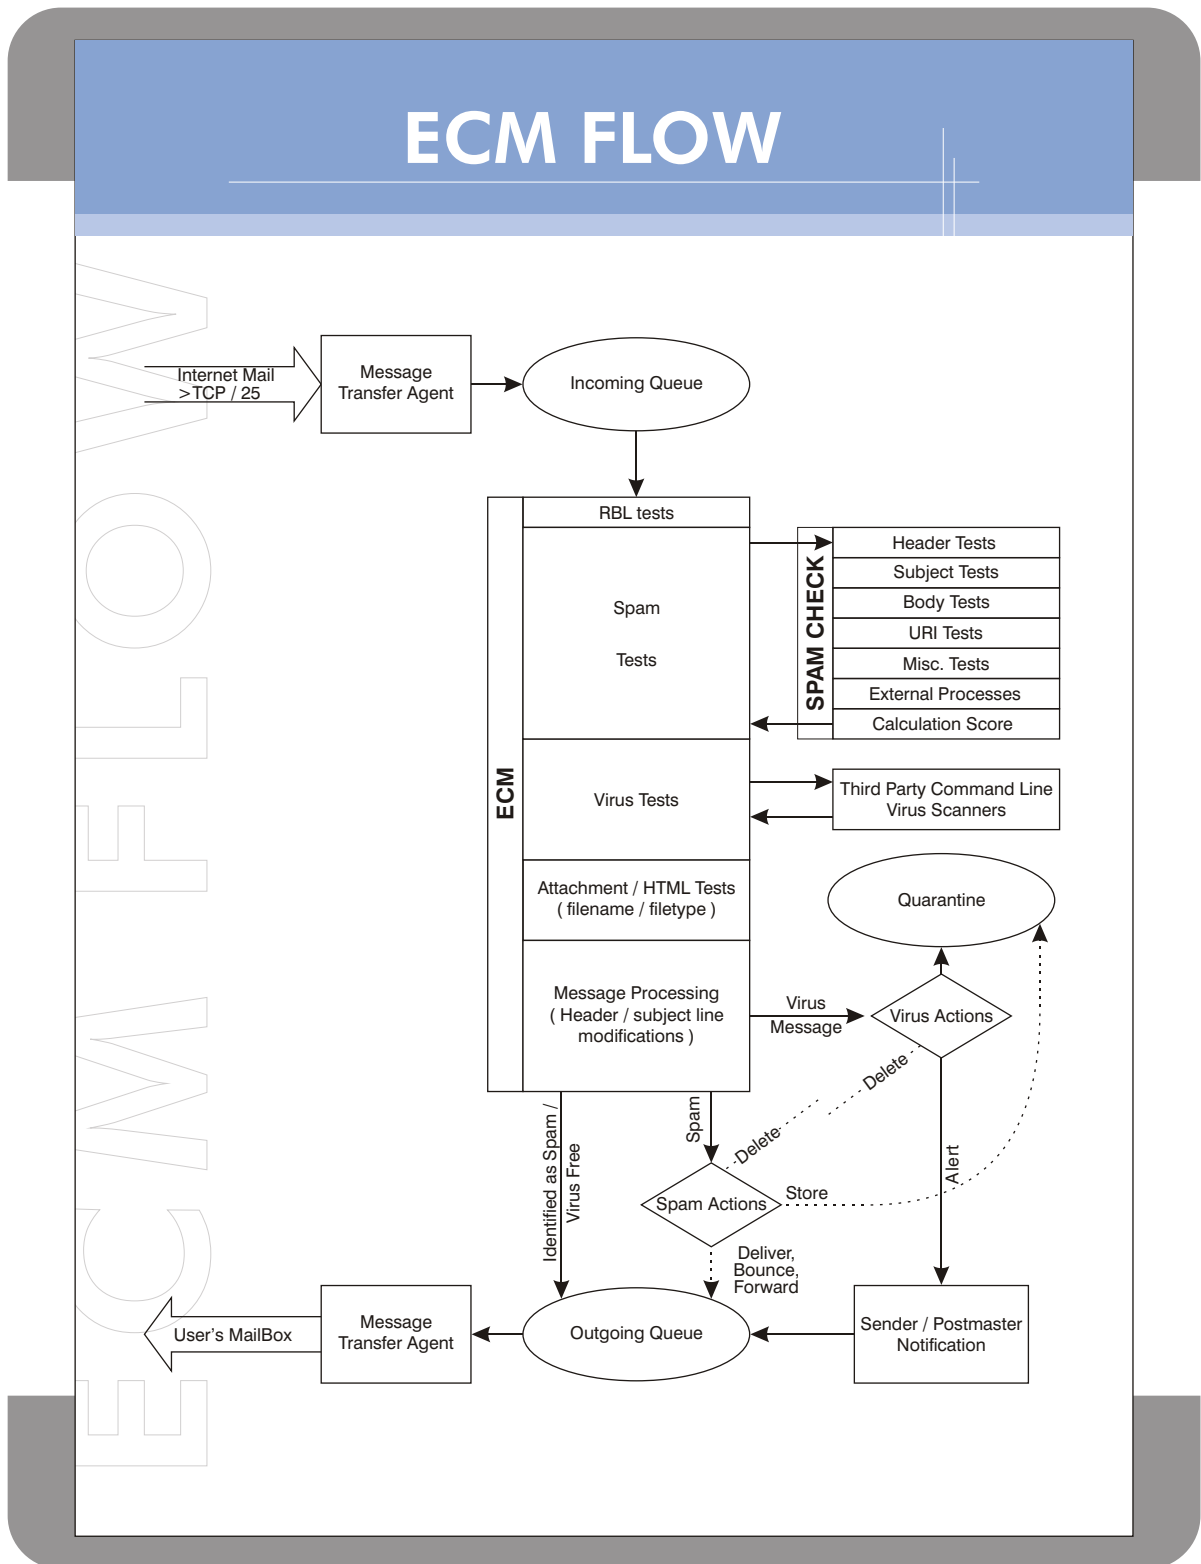 ECM FLOW
ECM FLOW
Internet Mail
>TCP / 25
Message
Transfer Agent
Incoming Queue
ECM
RBL tests
Spam
Tests
SPAM CHECK
Header Tests
Subject Tests
Body Tests
URI Tests
Misc. Tests
External Processes
Calculation Score
Virus Tests
Third Party Command Line
Virus Scanners
Attachment / HTML Tests
( filename / filetype )
Quarantine
Message Processing
( Header / subject line
modifications )
Virus
Message
Virus Actions
Delete
Identified as Spam /
Virus Free
Spam
Delete
Alert
Spam Actions
Store
Deliver,
Bounce,
Forward
User's MailBox
Message
Transfer Agent
Outgoing Queue
Sender / Postmaster
Notification